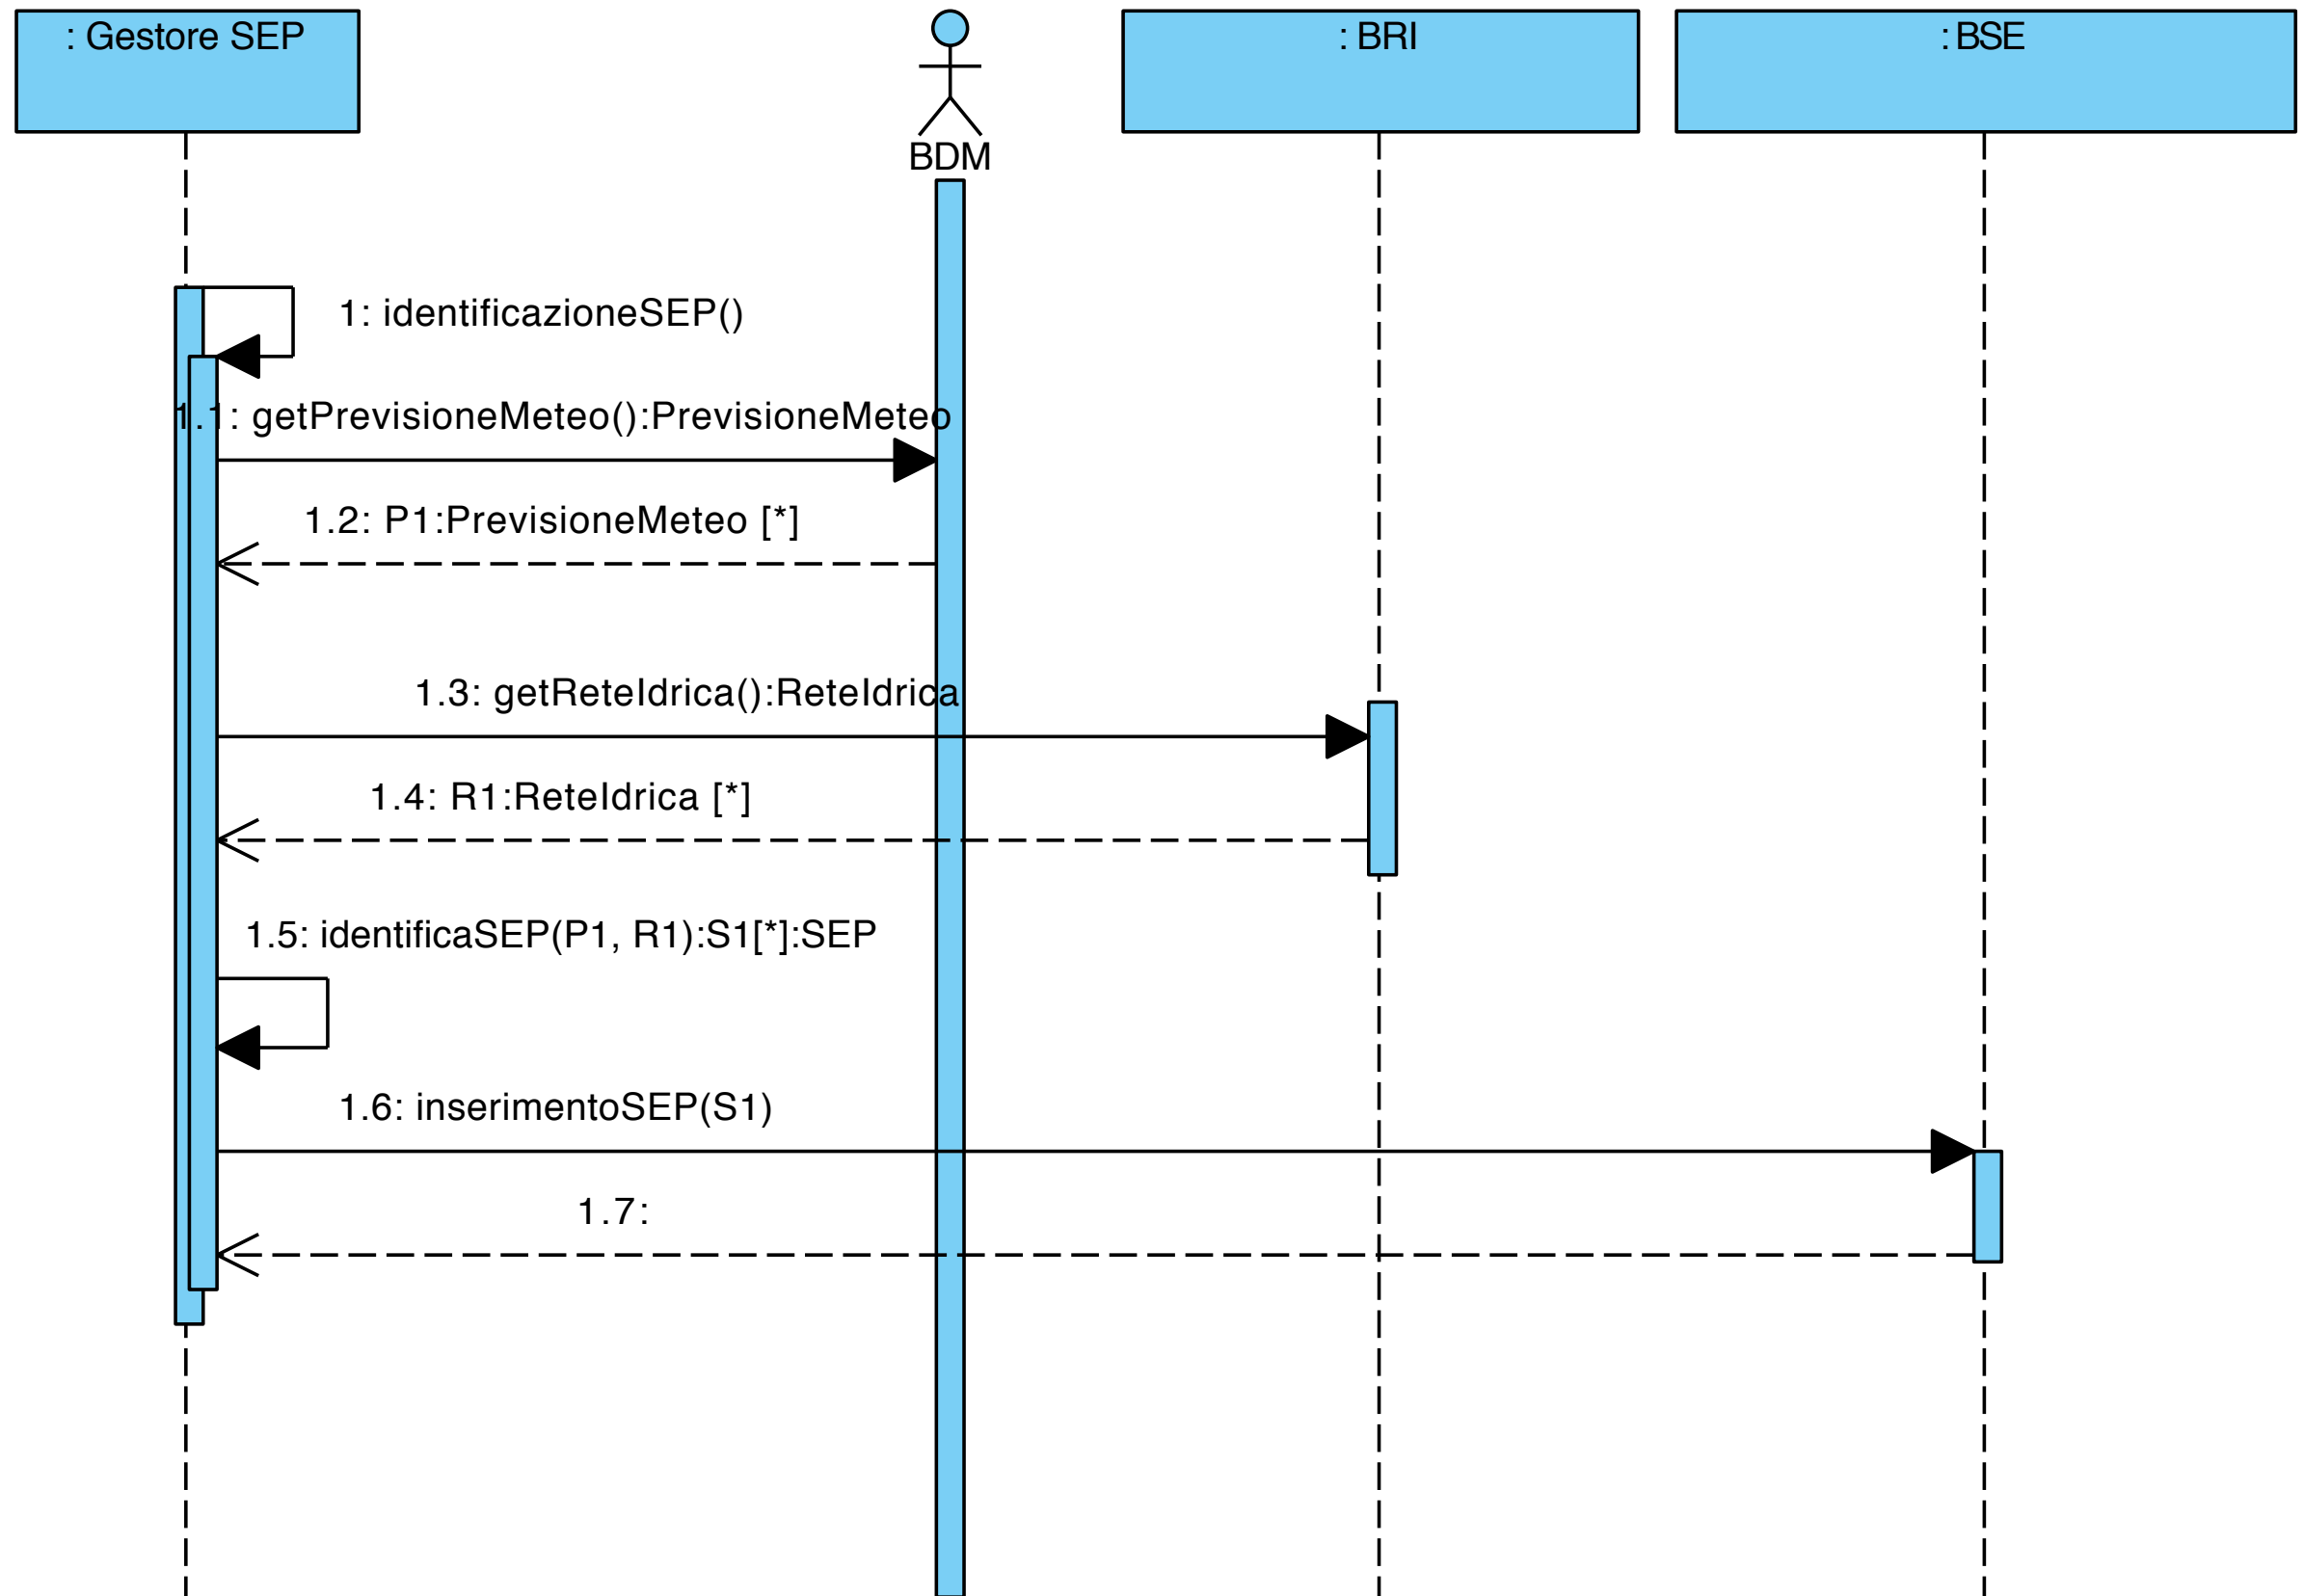 : Gestore SEP
BDM
: BRI
: BSE
1: identificazioneSEP()
1.1: getPrevisioneMeteo():PrevisioneMeteo
1.2: P1:PrevisioneMeteo [*]
1.3: getReteIdrica():ReteIdrica
1.4: R1:ReteIdrica [*]
1.5: identificaSEP(P1, R1):S1[*]:SEP
1.6: inserimentoSEP(S1)
1.7: